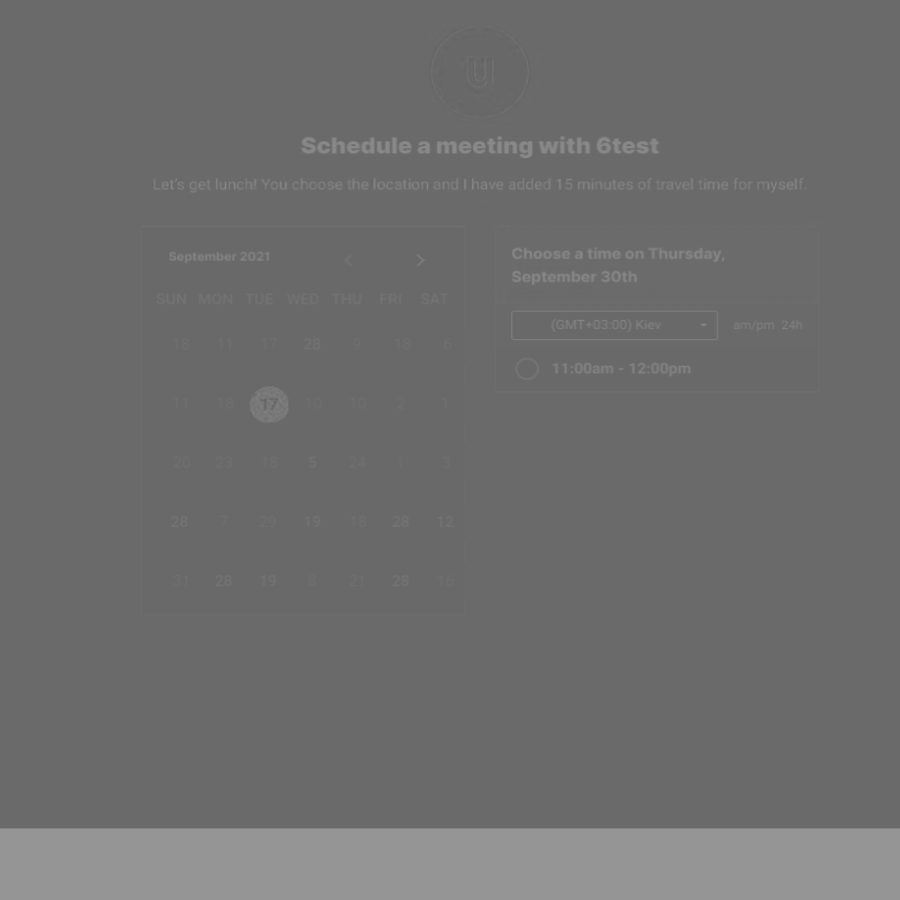 U
Schedule a meeting with 6test
Let's get lunch! You choose the location and I have added 15 minutes of travel time for myself.
September 2021
SUN MON TUE WED THU FRI SAT
18 11 17 28 9 18 6
11 18 17 10 10 2 1
20 23 18 5 24 1 3
28 7 23 19 18 28 12
31 28 19 8 21 28 16
Choose a time on Thursday,
September 30th
(GMT+03:00) Kiev am/pm 24h
11:00am - 12:00pm